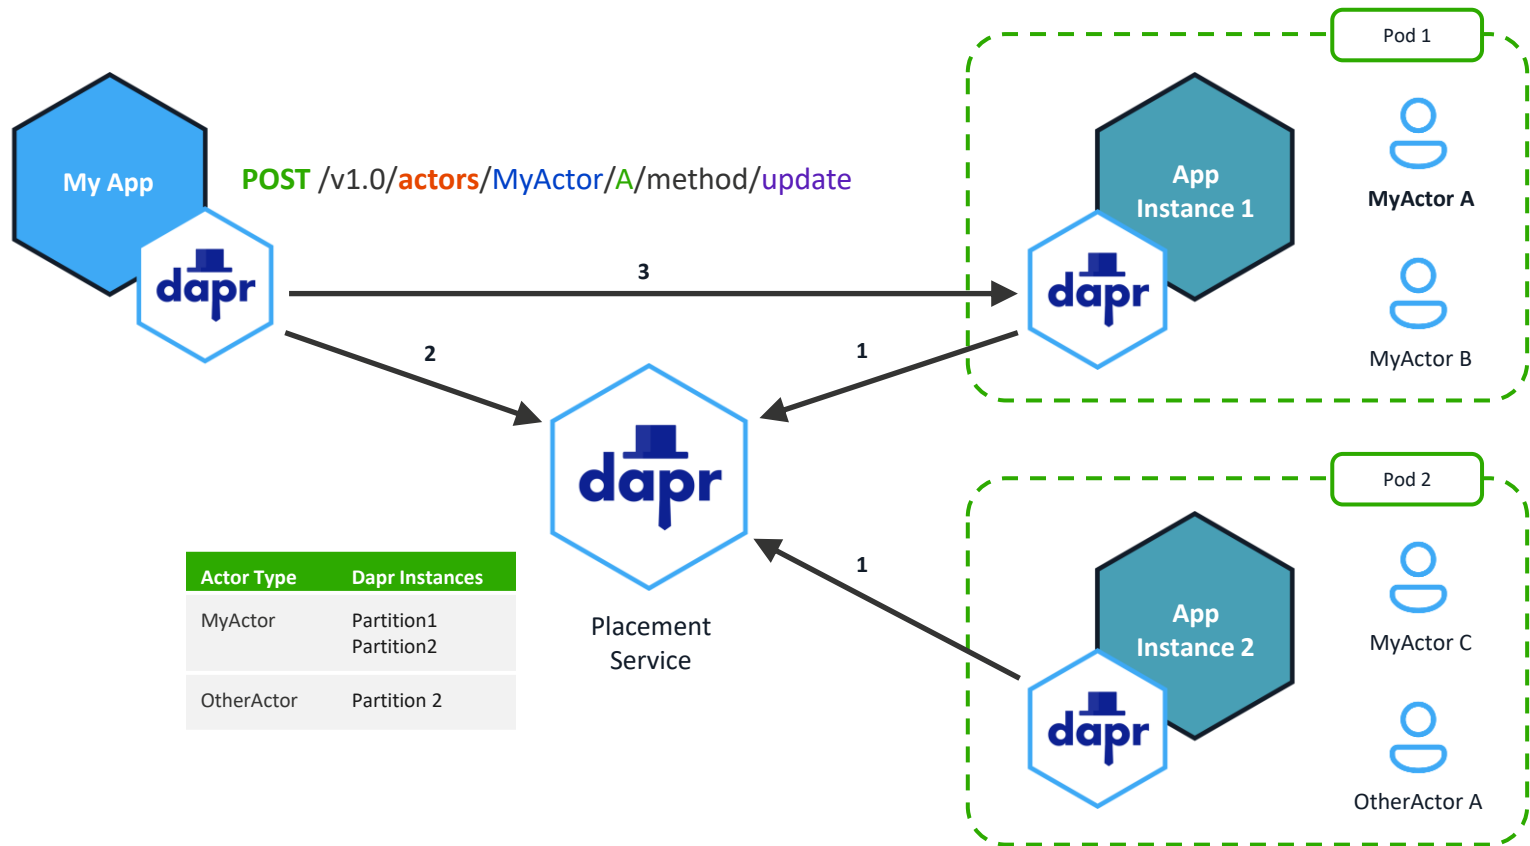 Pod 1
My App
POST /v1.0/actors/MyActor/A/method/update
App
Instance 1
MyActor A
dapr
3
dapr
MyActor B
2
1
dapr
Placement
Service
Actor Type Dapr Instances
MyActor Partition1
Partition2
OtherActor Partition 2
1
Pod 2
App
Instance 2
MyActor C
dapr
OtherActor A